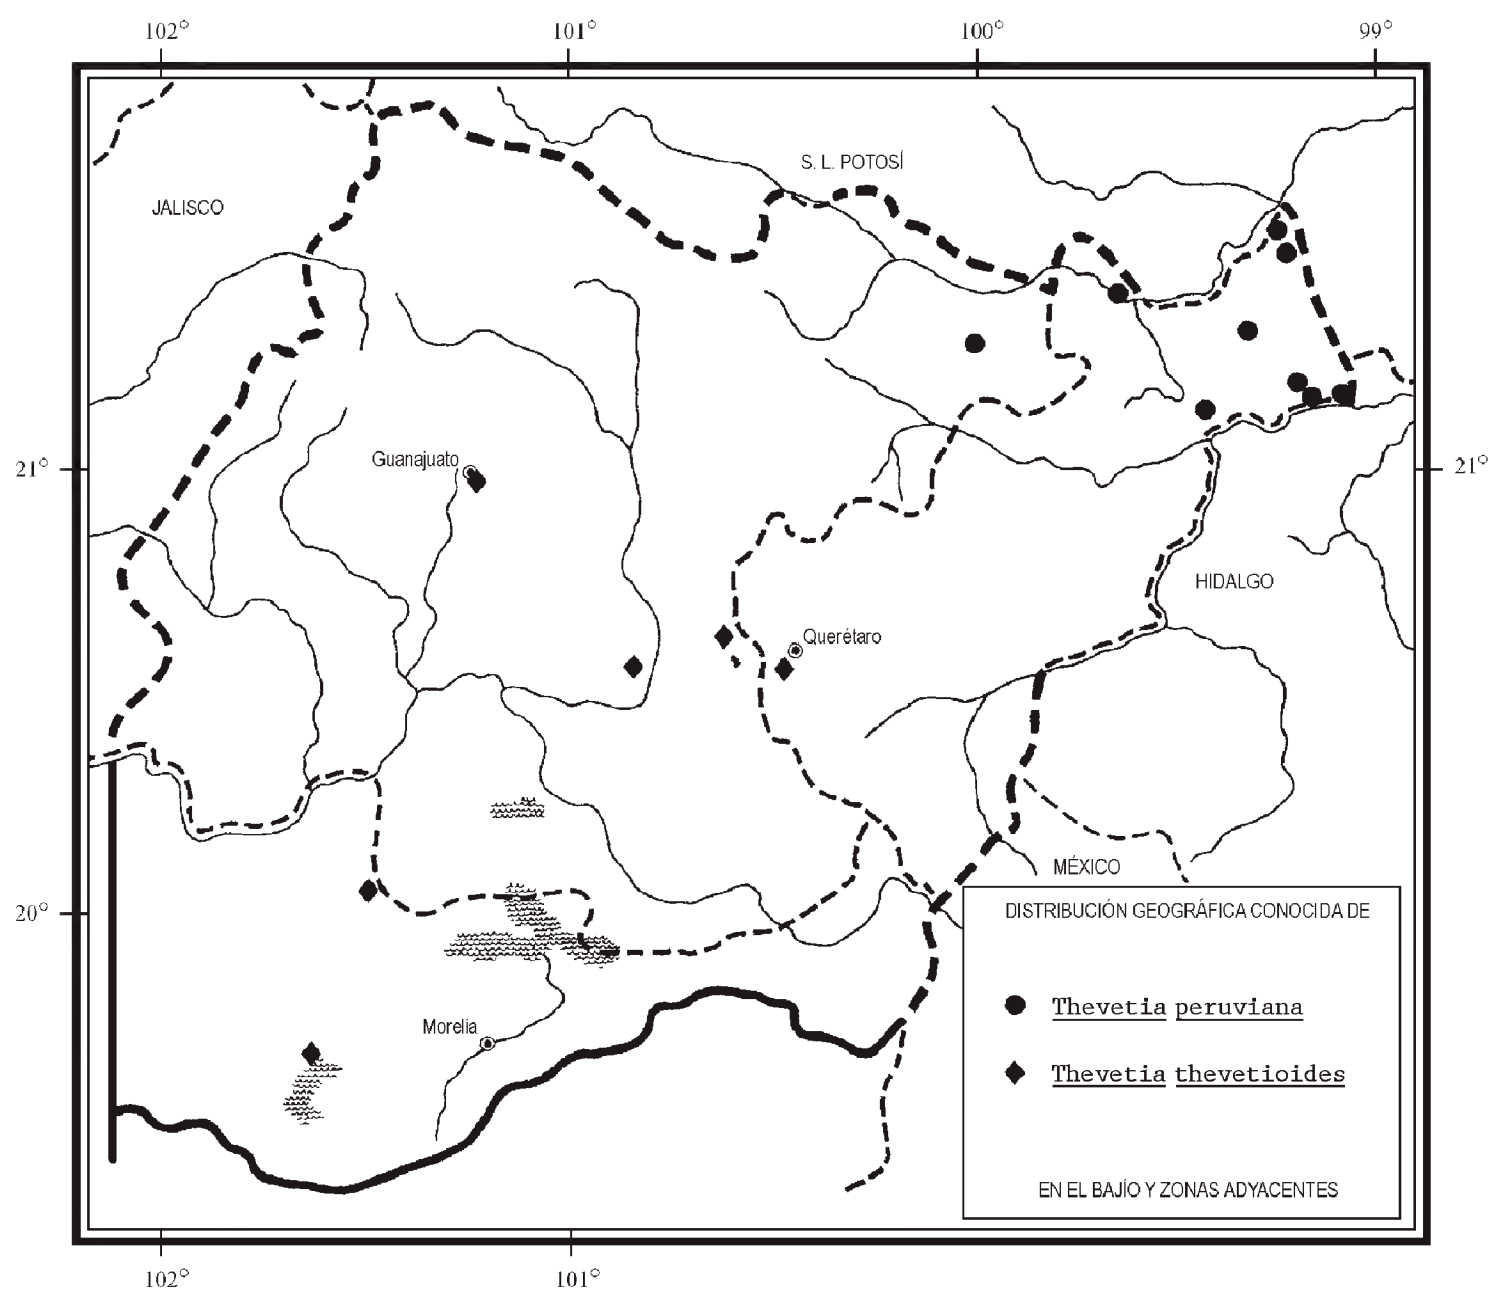 102° 101° 100° 99°
S. L. POTOSÍ
JALISCO
Guanajuato
21° 21°
HIDALGO
Querétaro
MÉXICO
20°
DISTRIBUCIÓN GEOGRÁFICA CONOCIDA DE
Thevetia peruviana
Morelia
Thevetia thevetioides
EN EL BAJÍO Y ZONAS ADYACENTES
102° 101°